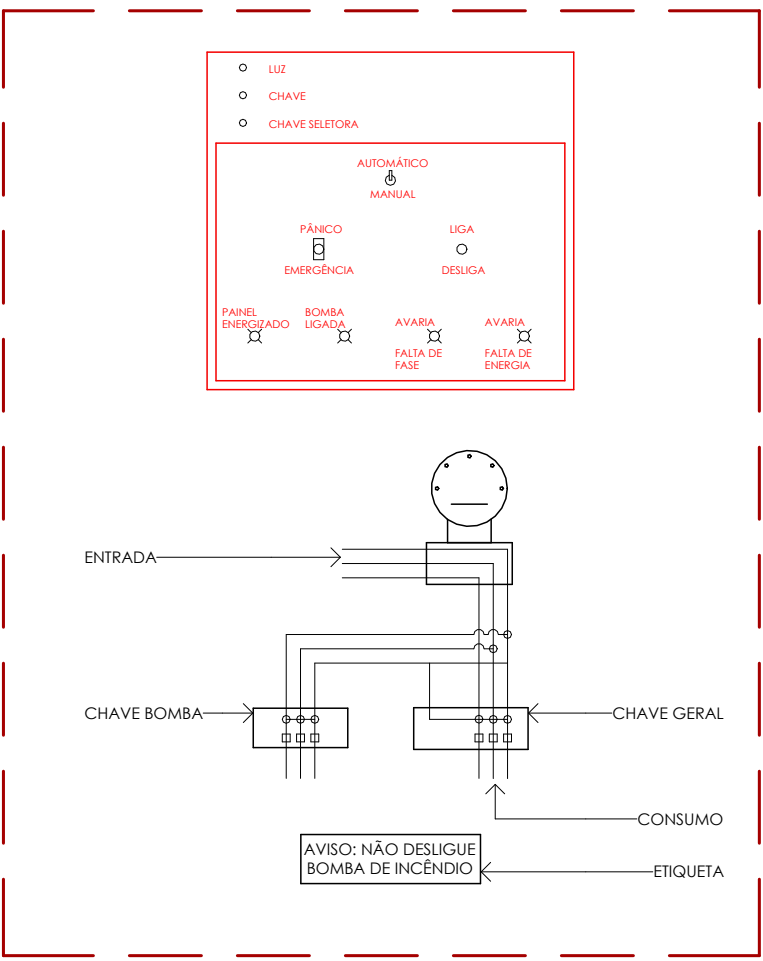 LUZ
CHAVE
CHAVE SELETORA
AUTOMÁTICO
MANUAL
PÂNICO
EMERGÊNCIA
LIGA
DESLIGA
PAINEL
ENERGIZADO
BOMBA
LIGADA
AVARIA
FALTA DE
FASE
AVARIA
FALTA DE
ENERGIA
ENTRADA
CHAVE BOMBA
CHAVE GERAL
CONSUMO
AVISO: NÃO DESLIGUE
BOMBA DE INCÊNDIO
ETIQUETA